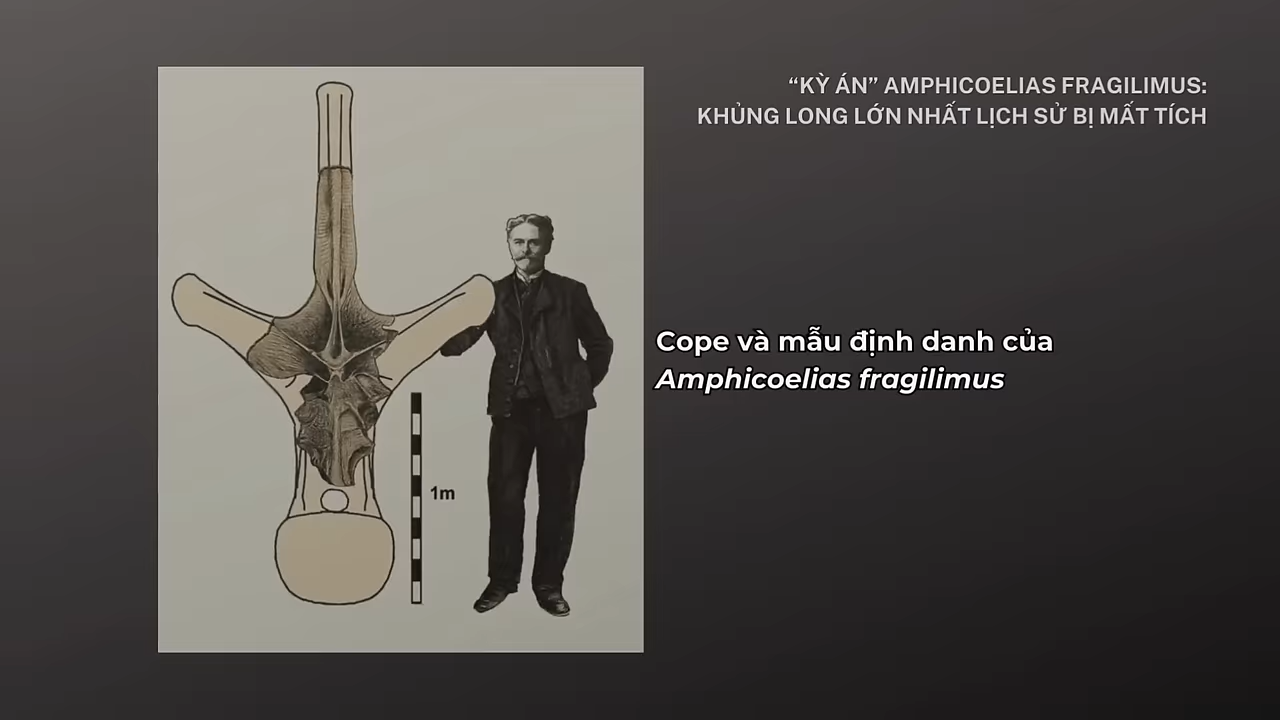 “KỲ ÁN” AMPHICOELIAS FRAGILIMUS:
KHỦNG LONG LỚN NHẤT LỊCH SỬ BỊ MẤT TÍCH
Cope và mẫu định danh của
Amphicoelias fragilimus
1m